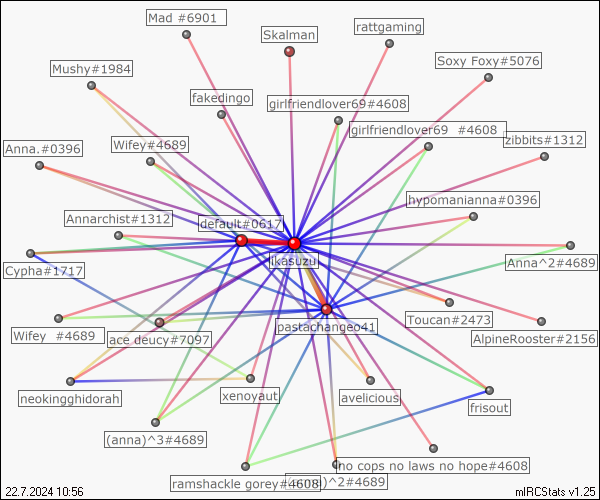 Mad #6901
rattgaming
Skalman
Soxy Foxy#5076
Mushy#1984
fakedingo
girlfriendlover69#4608
girlfriendlover69 #4608
zibbits#1312
Wifey#4689
Anna.#0396
hypomanianna#0396
Annarchist#1312
default#0617
ikasuzu
Anna^2#4689
Cypha#1717
pastachangeo41
Toucan#2473
Wifey #4689
ace deucy#7097
AlpineRooster#2156
neokingghidorah
xenoyaut
avelicious
frisout
(anna)^3#4689
no cops no laws no hope#4608
ramshackle gorey#4608
)^2#4689
22.7.2024 10:56
mIRCStats v1.25